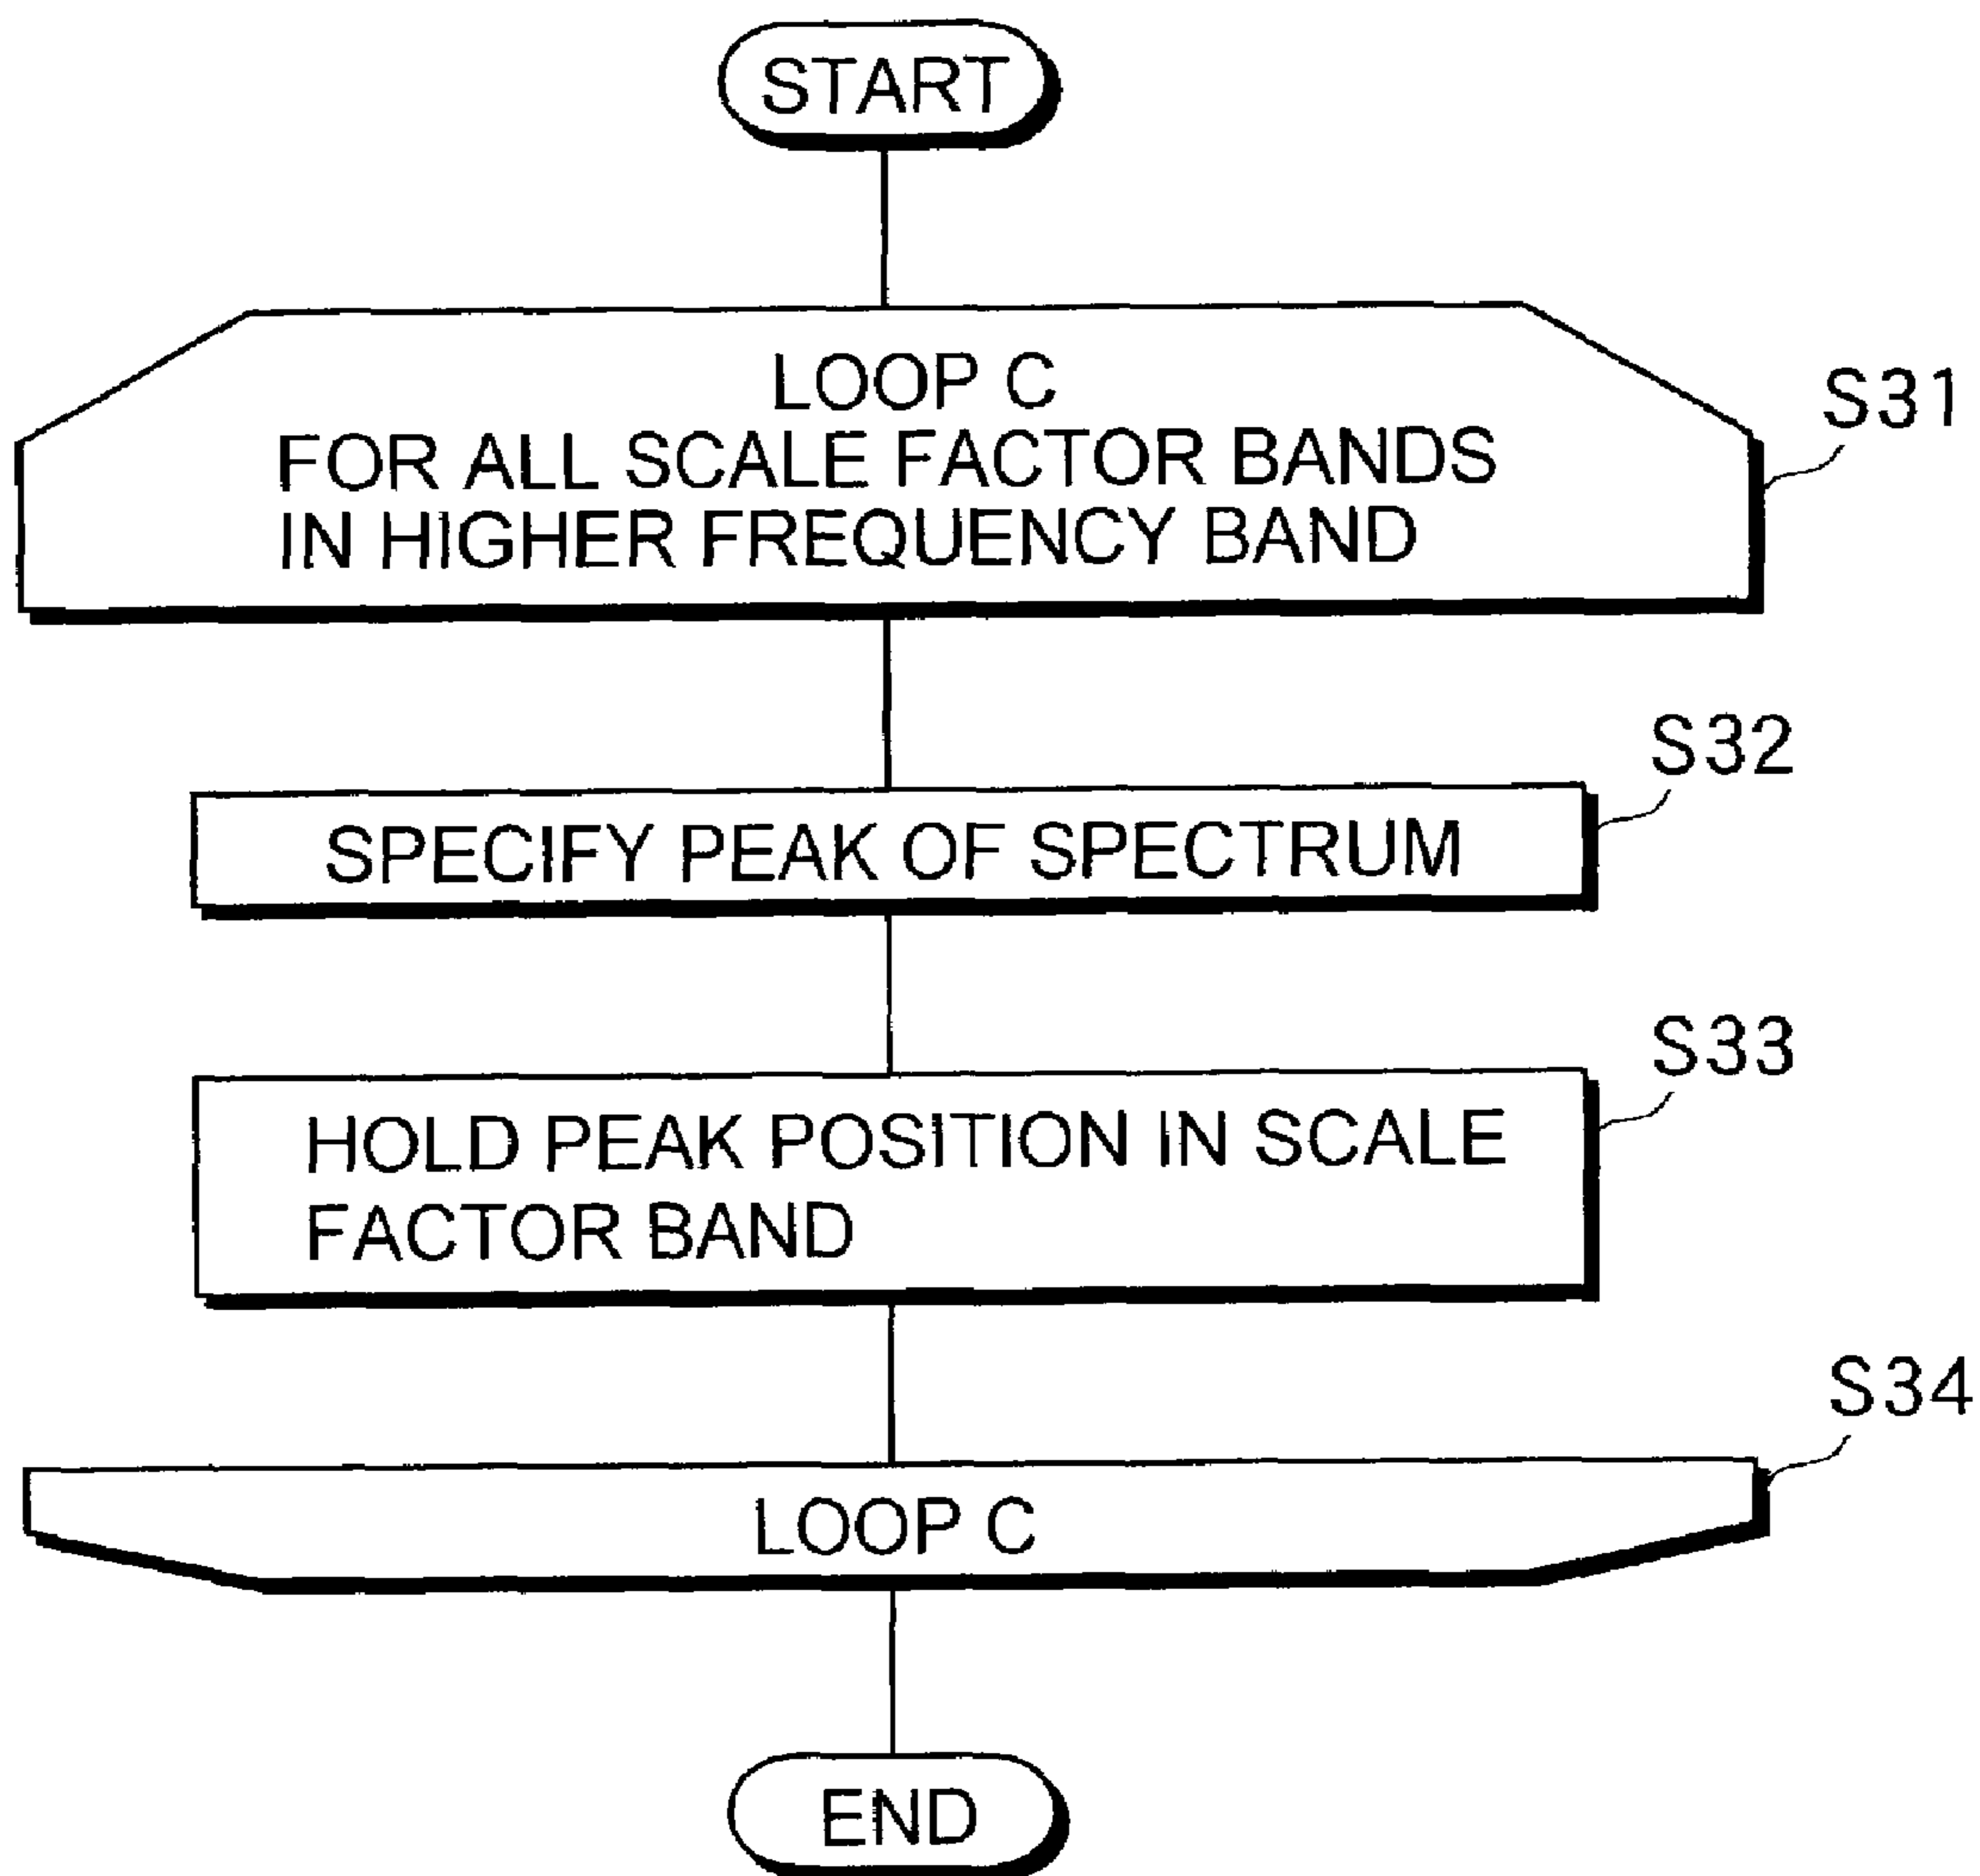 START
LOOP C
FOR ALL SCALE FACTOR BANDS
IN HIGHER FREQUENCY BAND
S31
SPECIFY PEAK OF SPECTRUM
S32
HOLD PEAK POSITION IN SCALE
FACTOR BAND
S33
LOOP C
S34
END